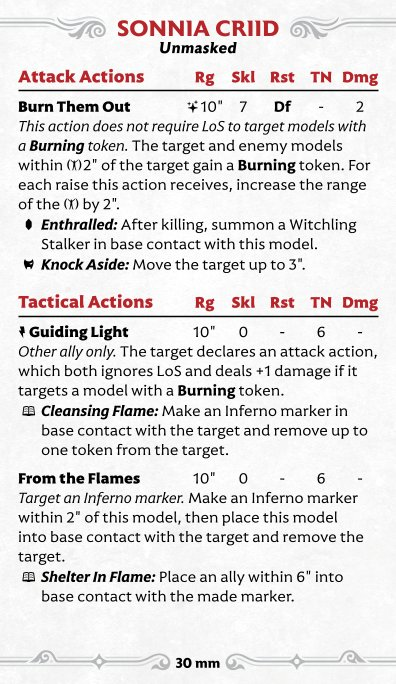 SONNIA CRIID
Unmasked
Attack Actions Rg Skl Rst TN Dmg
Burn Them Out 10" 7 Df - 2
This action does not require LoS to target models with
a Burning token. The target and enemy models
within 2" of the target gain a Burning token. For
each raise this action receives, increase the range
of the by 2".
Enthralled: After killing, summon a Witchling
Stalker in base contact with this model.
Knock Aside: Move the target up to 3".
Tactical Actions Rg Skl Rst TN Dmg
Guiding Light 10" 0 - 6 -
Other ally only. The target declares an attack action,
which both ignores LoS and deals +1 damage if it
targets a model with a Burning token.
Cleansing Flame: Make an Inferno marker in
base contact with the target and remove up to
one token from the target.
From the Flames 10" 0 - 6 -
Target an Inferno marker. Make an Inferno marker
within 2" of this model, then place this model
into base contact with the target and remove the
target.
Shelter In Flame: Place an ally within 6" into
base contact with the made marker.
30 mm